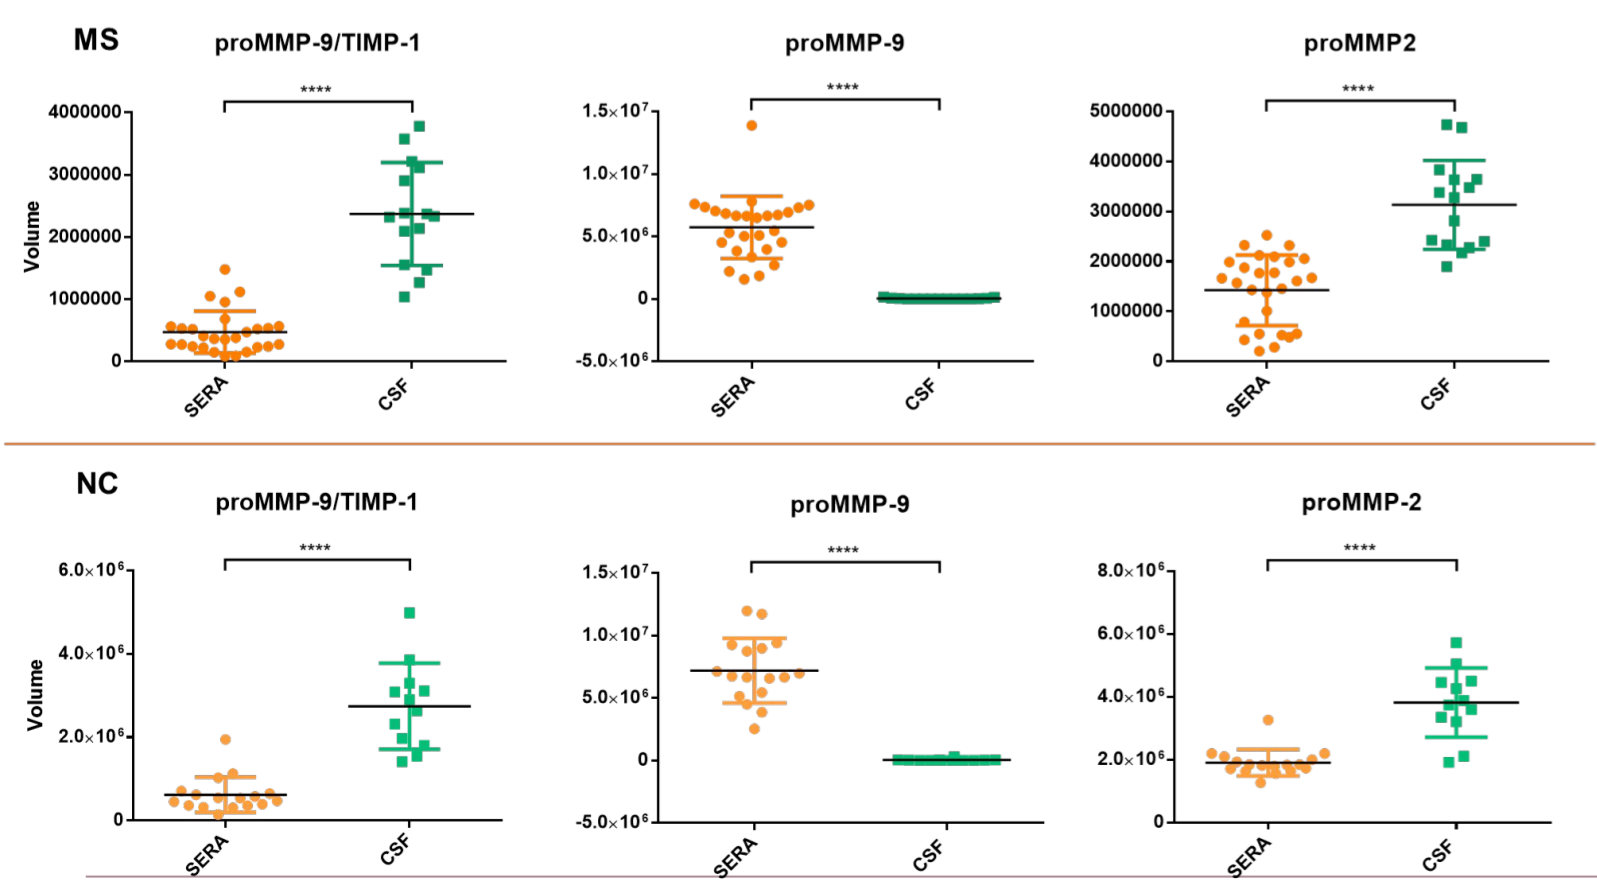 MS
proMMP-9/TIMP-1 proMMP-9 proMMP2
**** **** ****
Volume
4000000
3000000
2000000
1000000
0
SERA CSF
1.5×10⁷
1.0×10⁷
5.0×10⁶
0
-5.0×10⁶
SERA CSF
5000000
4000000
3000000
2000000
1000000
0
SERA CSF
NC
proMMP-9/TIMP-1 proMMP-9 proMMP-2
**** **** ****
Volume
6.0×10⁶
4.0×10⁶
2.0×10⁶
0
SERA CSF
1.5×10⁷
1.0×10⁷
5.0×10⁶
0
-5.0×10⁶
SERA CSF
8.0×10⁶
6.0×10⁶
4.0×10⁶
2.0×10⁶
0
SERA CSF